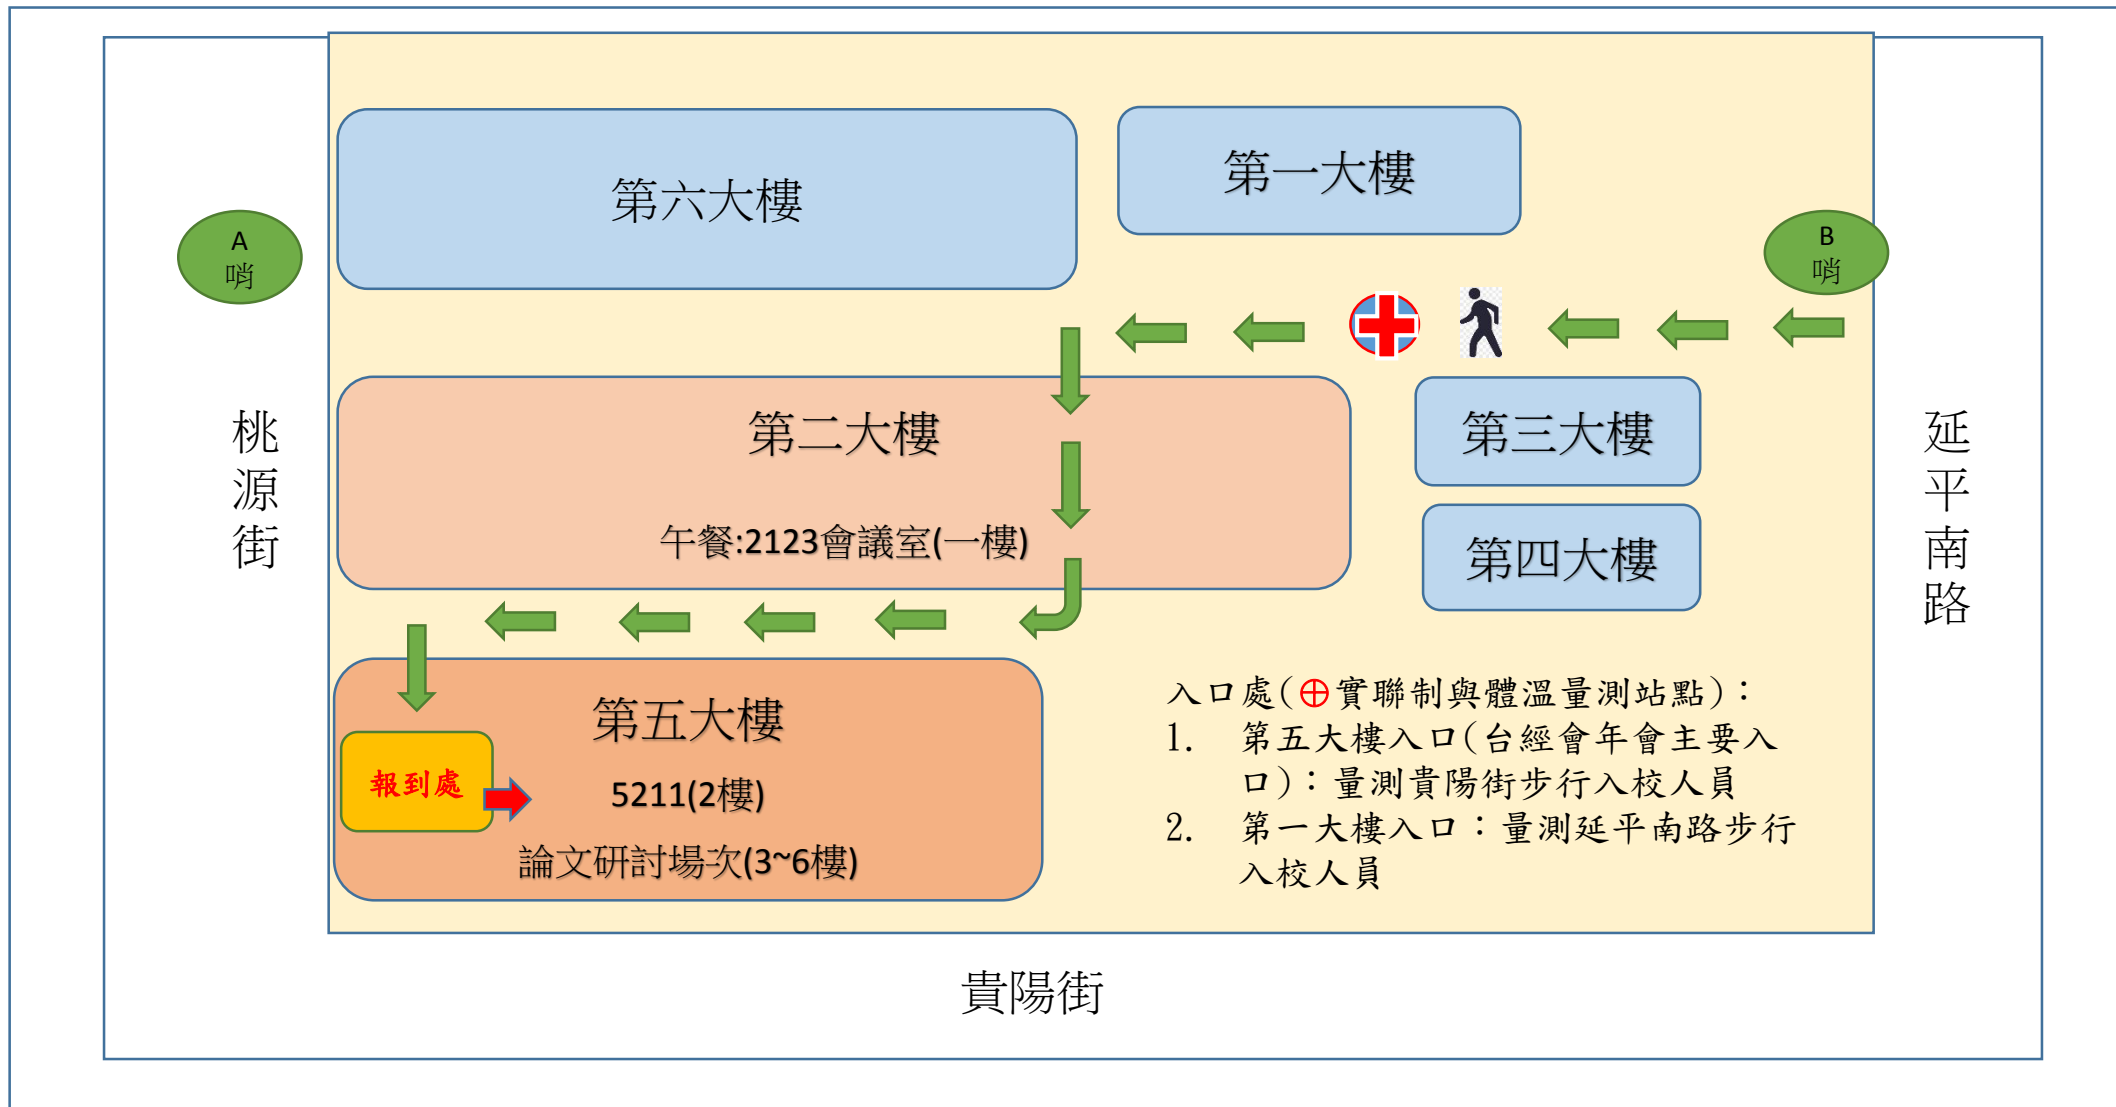 第六大樓
第一大樓
A
哨
B
哨
桃
源
街
第二大樓
午餐:2123會議室(一樓)
第三大樓
第四大樓
延
平
南
路
第五大樓
報到處
5211(2樓)
論文研討場次(3~6樓)
入口處(⊕實聯制與體溫量測站點)：
1. 第五大樓入口(台經會年會主要入
口)：量測貴陽街步行入校人員
2. 第一大樓入口：量測延平南路步行
入校人員
貴陽街